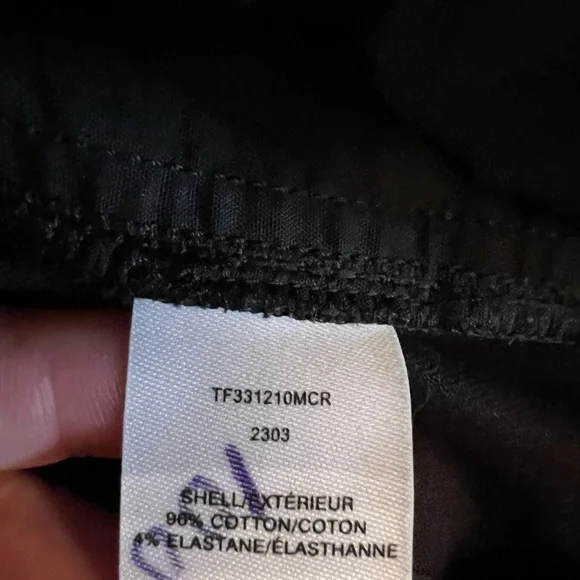 TF331210MCR
2303
SHELL/EXTÉRIEUR
96% COTTON/COTON
4% ELASTANE/ÉLASTHANNE